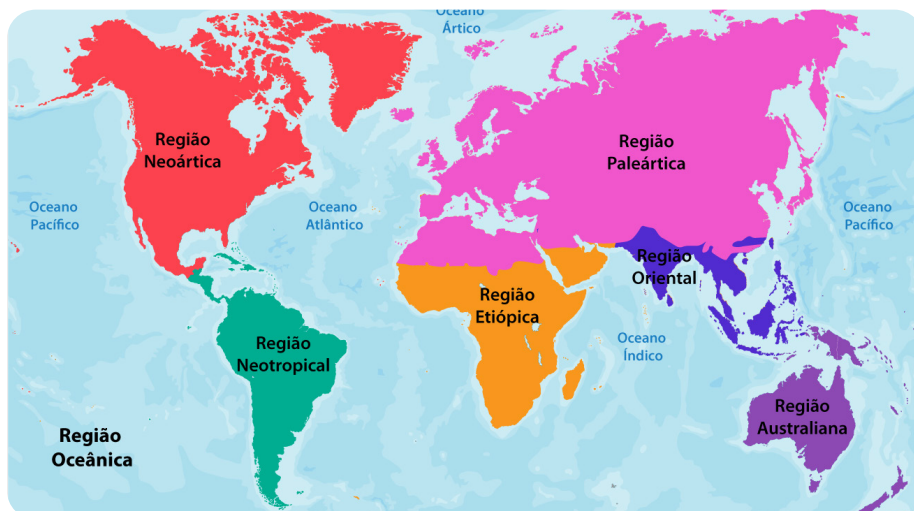 Oceano
Ártico
Região
Neoártica
Região
Paleártica
Oceano
Pacífico
Oceano
Atlântico
Oceano
Pacífico
Região
Oriental
Região
Etiópica
Região
Neotropical
Oceano
Índico
Região
Australiana
Região
Oceânica